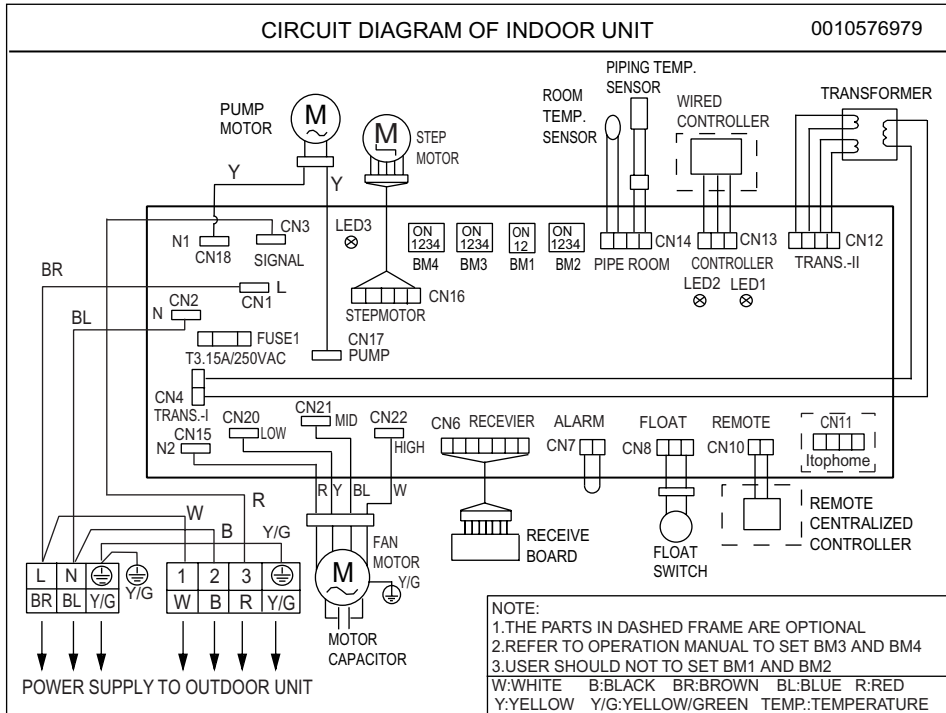 CIRCUIT DIAGRAM OF INDOOR UNIT 0010576979
PUMP
MOTOR
M
M
STEP
MOTOR
ROOM
TEMP.
SENSOR
PIPING TEMP.
SENSOR
WIRED
CONTROLLER
TRANSFORMER
Y
Y
N1
CN18
CN3
SIGNAL
LED3
ON
1234
BM4
ON
1234
BM3
ON
12
BM1
ON
1234
BM2
CN14
PIPE ROOM
CN13
CONTROLLER
LED2 LED1
CN12
TRANS.-II
BR
CN1
L
BL
CN2
N
CN16
STEPMOTOR
FUSE1
T3.15A/250VAC
CN17
PUMP
CN4
TRANS.-I
CN20
LOW
CN21
MID
CN22
HIGH
N2
CN15
CN6 RECEVIER
ALARM
CN7
FLOAT
CN8
REMOTE
CN10
CN11
Itophome
R Y BL W
W
B
R
Y/G
RECEIVE
BOARD
FLOAT
SWITCH
REMOTE
CENTRALIZED
CONTROLLER
FAN
MOTOR
M
Y/G
MOTOR
CAPACITOR
L N
BR BL Y/G
Y/G
1 2 3
W B R Y/G
POWER SUPPLY TO OUTDOOR UNIT
NOTE:
1.THE PARTS IN DASHED FRAME ARE OPTIONAL
2.REFER TO OPERATION MANUAL TO SET BM3 AND BM4
3.USER SHOULD NOT TO SET BM1 AND BM2
W:WHITE B:BLACK BR:BROWN BL:BLUE R:RED
Y:YELLOW Y/G:YELLOW/GREEN TEMP.:TEMPERATURE